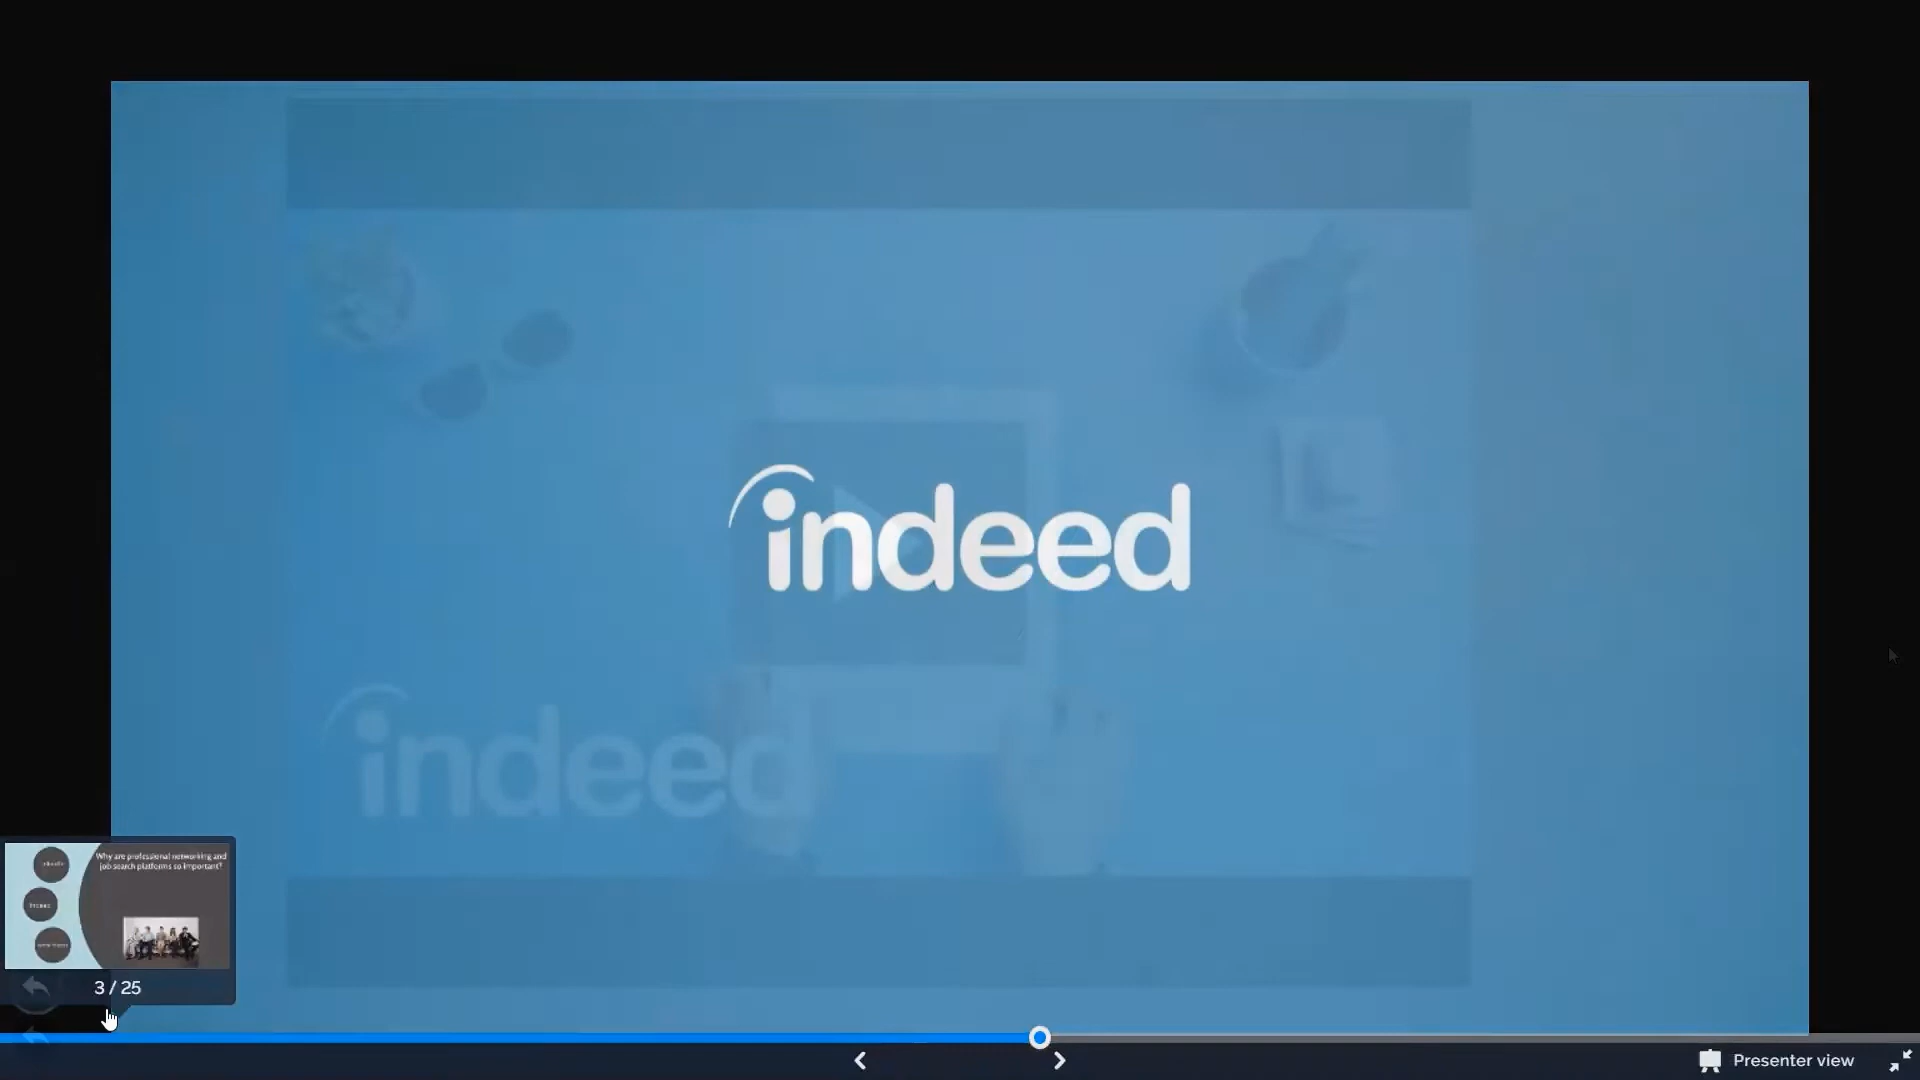 indeed
indeed
Why are professional networking and
job search platforms so important?
3 / 25
Presenter view